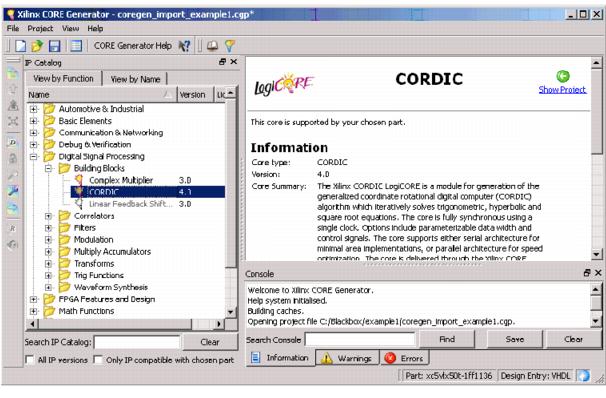 Xilinx CORE Generator - coregen_import_example1.cgp*
File Project View Help
CORE Generator Help
IP Catalog
View by Function View by Name
Name Version Lic
Automotive & Industrial
Basic Elements
Communication & Networking
Debug & Verification
Digital Signal Processing
Building Blocks
Complex Multiplier 3.0
CORDIC 4.0
Linear Feedback Shift... 3.0
Correlators
Filters
Modulation
Multiply Accumulators
Transforms
Trig Functions
Waveform Synthesis
FPGA Features and Design
Math Functions
Search IP Catalog: Clear
All IP versions Only IP compatible with chosen part
LogiCORE CORDIC Show Project
This core is supported by your chosen part.
Information
Core type: CORDIC
Version: 4.0
Core Summary: The Xilinx CORDIC LogiCORE is a module for generation of the
generalized coordinate rotational digital computer (CORDIC)
algorithm which iteratively solves trigonometric, hyperbolic and
square root equations. The core is fully synchronous using a
single clock. Options include parameterizable data width and
control signals. The core supports either serial architecture for
minimal area implementations, or parallel architecture for speed
optimization. The core is delivered through the Xilinx CORE
Console
Welcome to Xilinx CORE Generator.
Help system initialised.
Building caches.
Opening project file C:/Blackbox/example1/coregen_import_example1.cgp.
Search Console Find Save Clear
Information Warnings Errors
Part: xc5vlx50t-1ff1136 Design Entry: VHDL